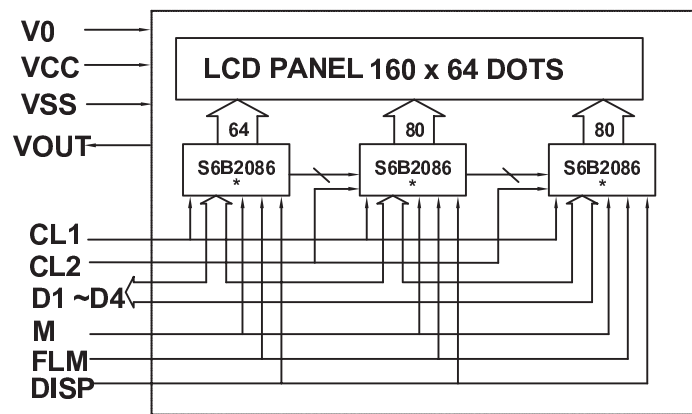 V0
VCC
VSS
VOUT
LCD PANEL 160 x 64 DOTS
64
80
80
S6B2086
*
S6B2086
*
S6B2086
*
CL1
CL2
D1 ~D4
M
FLM
DISP